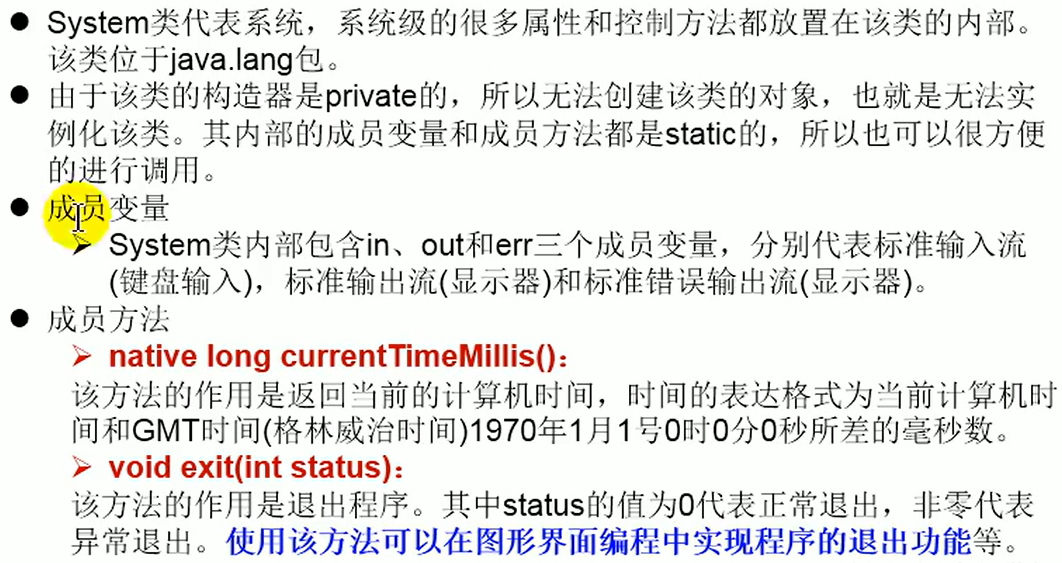 ● System类代表系统，系统级的很多属性和控制方法都放置在该类的内部。
该类位于java.lang包。
● 由于该类的构造器是private的，所以无法创建该类的对象，也就是无法实
例化该类。其内部的成员变量和成员方法都是static的，所以也可以很方便
的进行调用。
● 成员变量
➢ System类内部包含in、out和err三个成员变量，分别代表标准输入流
(键盘输入)，标准输出流(显示器)和标准错误输出流(显示器)。
● 成员方法
➢ native long currentTimeMillis()：
该方法的作用是返回当前的计算机时间，时间的表达格式为当前计算机时
间和GMT时间(格林威治时间)1970年1月1号0时0分0秒所差的毫秒数。
➢ void exit(int status)：
该方法的作用是退出程序。其中status的值为0代表正常退出，非零代表
异常退出。使用该方法可以在图形界面编程中实现程序的退出功能等。